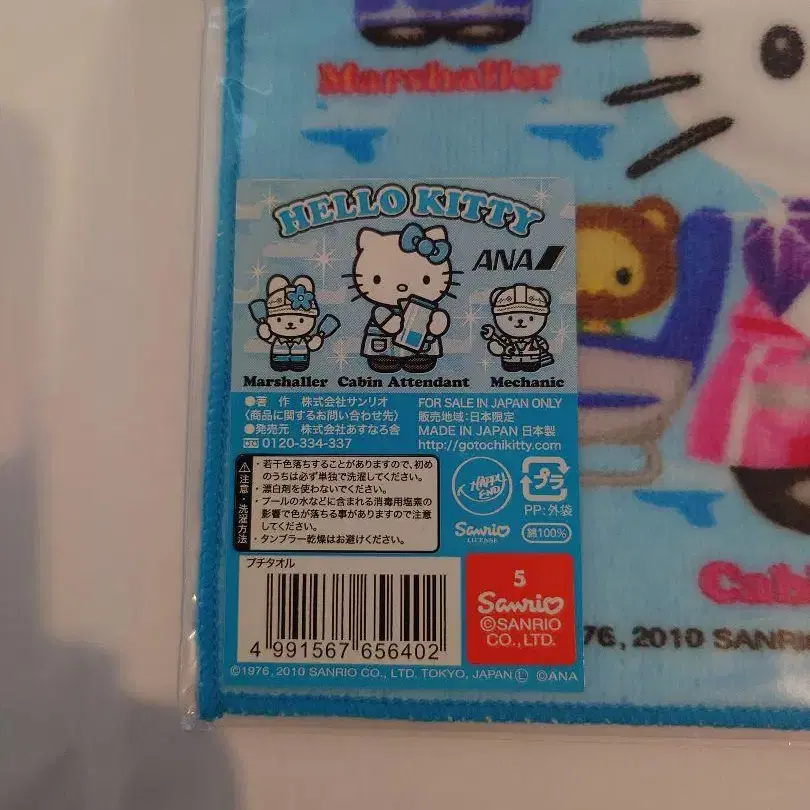 Marshaller
HELLO KITTY
ANA
Marshaller Cabin Attendant Mechanic
●著 作 株式会社サンリオ
〈商品に関するお問い合わせ先〉
●発売元 株式会社あすなろ舎
0120-334-337
FOR SALE IN JAPAN ONLY
販売地域:日本限定
MADE IN JAPAN 日本製
http://gotochikitty.com
⚠注意・洗濯方法
・若干色落ちすることがありますので、初め
のうちは必ず単独で洗濯してください。
・漂白剤を使わないでください。
・プールの水などに含まれる消毒用塩素の
影響で色が落ちる事がありますので注意
してください。
・タンブラー乾燥はお避けください。
HAPPY
END
プラ
PP:外袋
Sanrio
LICENSE
綿100%
プチタオル
4 991567 656402
5
Sanrio
©SANRIO
CO., LTD.
©1976, 2010 SANRIO CO., LTD. TOKYO, JAPAN Ⓛ ©ANA
Cabi
76, 2010 SANRI